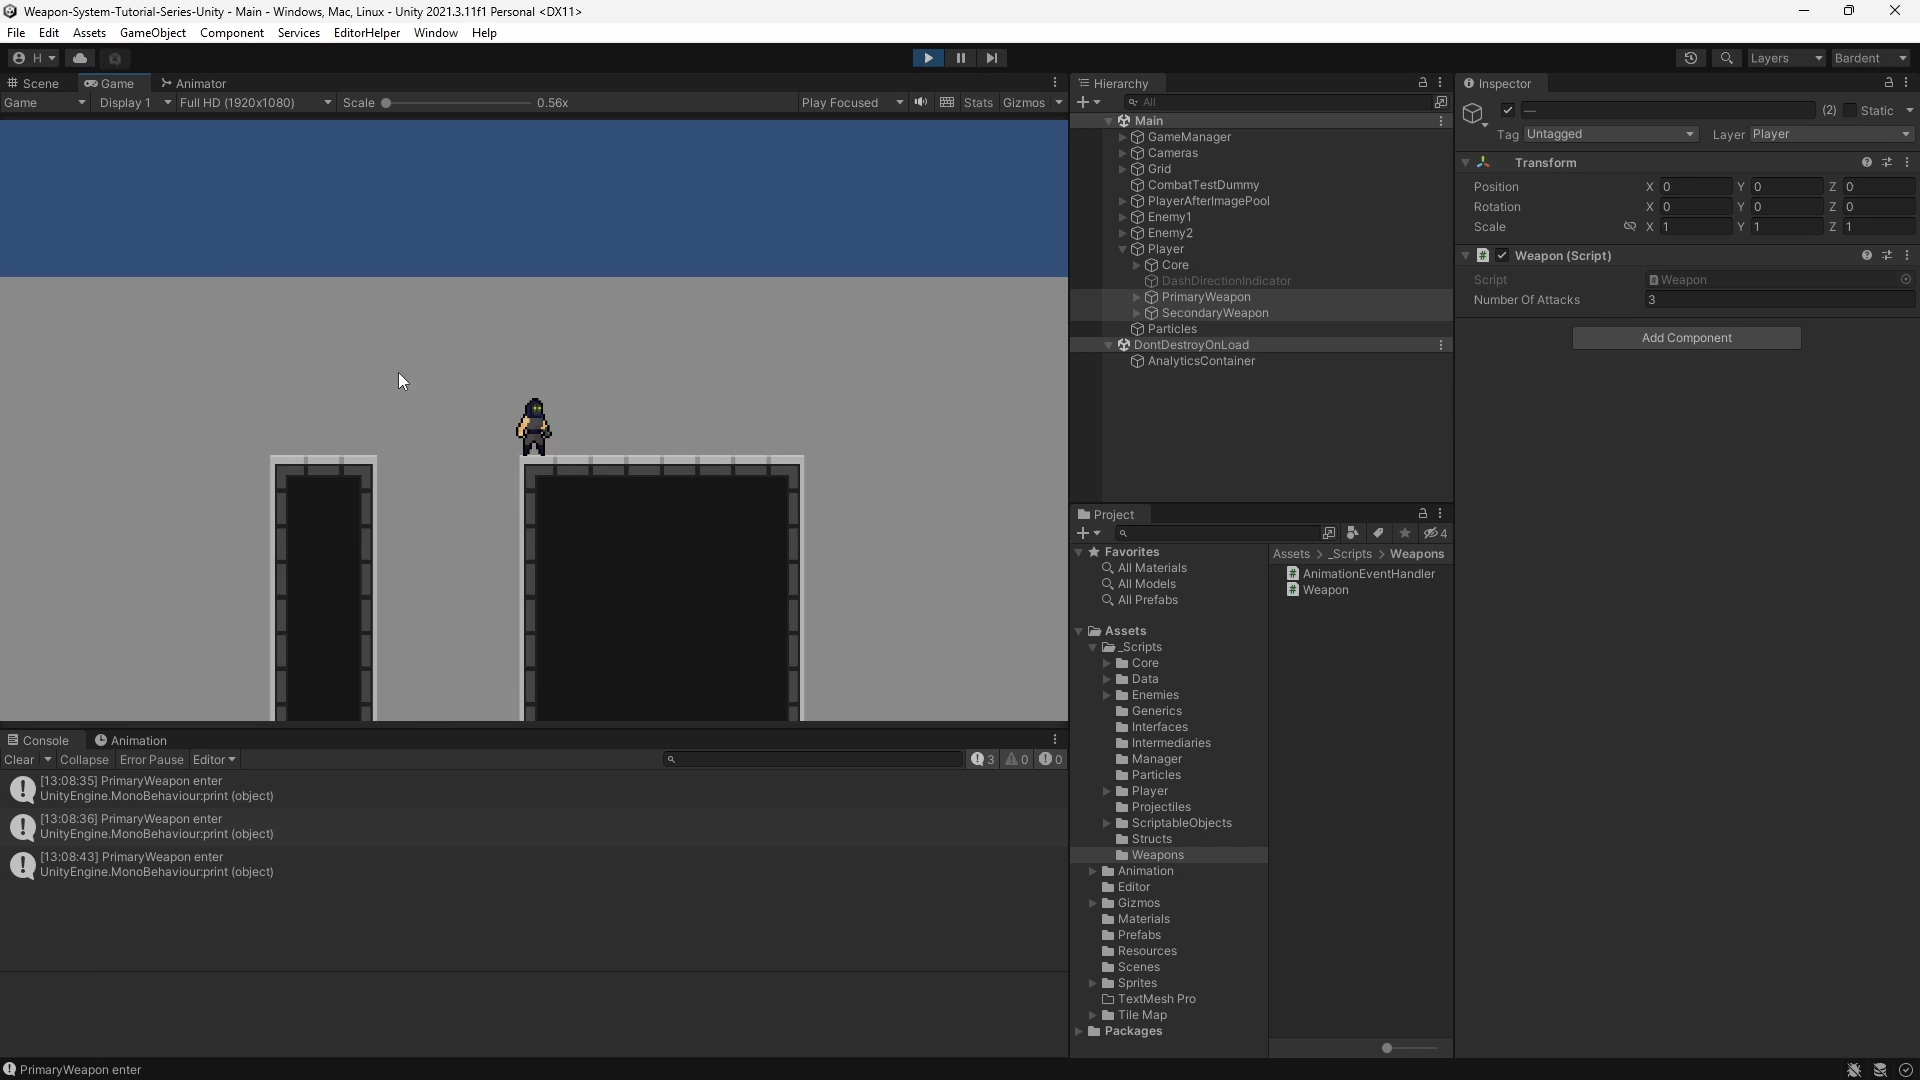 Weapon-System-Tutorial-Series-Unity - Main - Windows, Mac, Linux - Unity 2021.3.11f1 Personal <DX11>
File Edit Assets GameObject Component Services EditorHelper Window Help
H Layers Bardent
Scene Game Animator
Game Display 1 Full HD (1920x1080) Scale 0.56x Play Focused Stats Gizmos
Hierarchy
All
Main
GameManager
Cameras
Grid
CombatTestDummy
PlayerAfterImagePool
Enemy1
Enemy2
Player
Core
DashDirectionIndicator
PrimaryWeapon
SecondaryWeapon
Particles
DontDestroyOnLoad
AnalyticsContainer
Inspector
— (2) Static
Tag Untagged Layer Player
Transform
Position X 0 Y 0 Z 0
Rotation X 0 Y 0 Z 0
Scale X 1 Y 1 Z 1
# Weapon (Script)
Script # Weapon
Number Of Attacks 3
Add Component
Project
4
Favorites
All Materials
All Models
All Prefabs
Assets
_Scripts
Core
Data
Enemies
Generics
Interfaces
Intermediaries
Manager
Particles
Player
Projectiles
ScriptableObjects
Structs
Weapons
Animation
Editor
Gizmos
Materials
Prefabs
Resources
Scenes
Sprites
TextMesh Pro
Tile Map
Packages
Assets > _Scripts > Weapons
# AnimationEventHandler
# Weapon
Console Animation
Clear Collapse Error Pause Editor 3 0 0
[13:08:35] PrimaryWeapon enter
UnityEngine.MonoBehaviour:print (object)
[13:08:36] PrimaryWeapon enter
UnityEngine.MonoBehaviour:print (object)
[13:08:43] PrimaryWeapon enter
UnityEngine.MonoBehaviour:print (object)
PrimaryWeapon enter